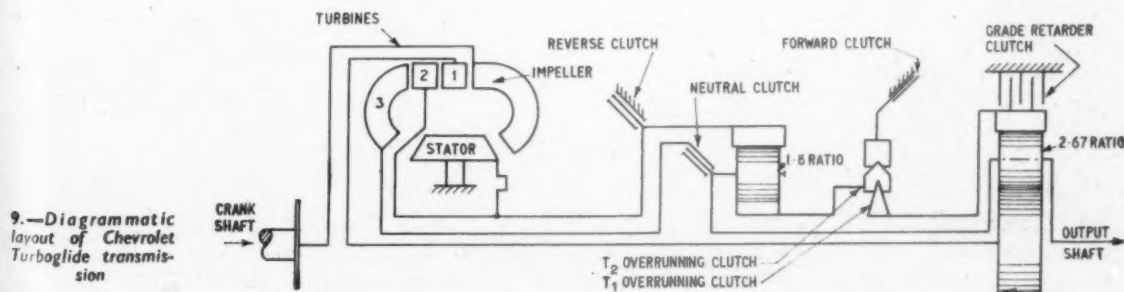 TURBINES
REVERSE CLUTCH
FORWARD CLUTCH
GRADE RETARDER
CLUTCH
2
1
IMPELLER
NEUTRAL CLUTCH
3
STATOR
1·6 RATIO
2·67 RATIO
9.—Diagrammatic
layout of Chevrolet
Turboglide transmis-
sion
CRANK
SHAFT
OUTPUT
SHAFT
T2 OVERRUNNING CLUTCH
T1 OVERRUNNING CLUTCH